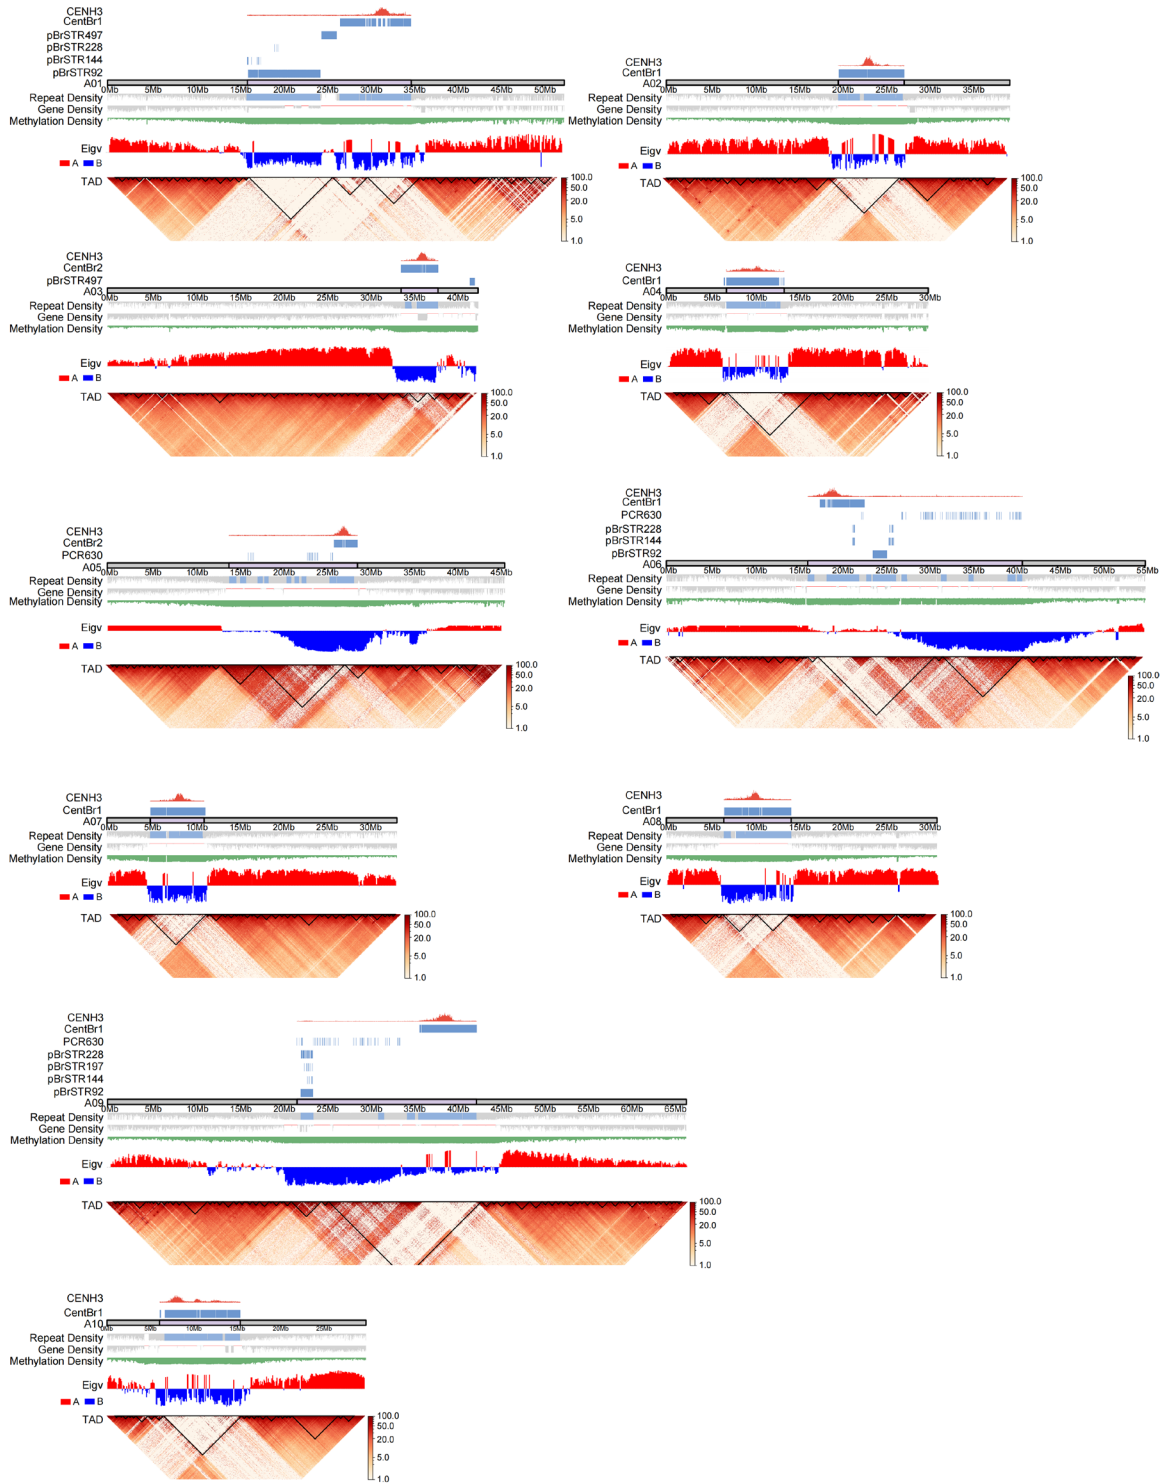 CENH3
CentBr1
pBrSTR497
pBrSTR228
pBrSTR144
pBrSTR92
A01
0Mb 5Mb 10Mb 15Mb 20Mb 25Mb 30Mb 35Mb 40Mb 45Mb 50Mb
Repeat Density
Gene Density
Methylation Density
Eigv
A B
TAD
100.0
50.0
20.0
5.0
1.0
CENH3
CentBr1
A02
0Mb 5Mb 10Mb 15Mb 20Mb 25Mb 30Mb 35Mb
Repeat Density
Gene Density
Methylation Density
Eigv
A B
TAD
100.0
50.0
20.0
5.0
1.0
CENH3
CentBr2
pBrSTR497
A03
0Mb 5Mb 10Mb 15Mb 20Mb 25Mb 30Mb 35Mb 40Mb
Repeat Density
Gene Density
Methylation Density
Eigv
A B
TAD
100.0
50.0
20.0
5.0
1.0
CENH3
CentBr1
A04
0Mb 5Mb 10Mb 15Mb 20Mb 25Mb 30Mb
Repeat Density
Gene Density
Methylation Density
Eigv
A B
TAD
100.0
50.0
20.0
5.0
1.0
CENH3
CentBr2
PCR630
A05
0Mb 5Mb 10Mb 15Mb 20Mb 25Mb 30Mb 35Mb 40Mb 45Mb
Repeat Density
Gene Density
Methylation Density
Eigv
A B
TAD
100.0
50.0
20.0
5.0
1.0
CENH3
CentBr1
PCR630
pBrSTR228
pBrSTR144
pBrSTR92
A06
0Mb 5Mb 10Mb 15Mb 20Mb 25Mb 30Mb 35Mb 40Mb 45Mb 50Mb 55Mb
Repeat Density
Gene Density
Methylation Density
Eigv
A B
TAD
100.0
50.0
20.0
5.0
1.0
CENH3
CentBr1
A07
0Mb 5Mb 10Mb 15Mb 20Mb 25Mb 30Mb
Repeat Density
Gene Density
Methylation Density
Eigv
A B
TAD
100.0
50.0
20.0
5.0
1.0
CENH3
CentBr1
A08
0Mb 5Mb 10Mb 15Mb 20Mb 25Mb 30Mb
Repeat Density
Gene Density
Methylation Density
Eigv
A B
TAD
100.0
50.0
20.0
5.0
1.0
CENH3
CentBr1
PCR630
pBrSTR228
pBrSTR197
pBrSTR144
pBrSTR92
A09
0Mb 5Mb 10Mb 15Mb 20Mb 25Mb 30Mb 35Mb 40Mb 45Mb 50Mb 55Mb 60Mb 65Mb
Repeat Density
Gene Density
Methylation Density
Eigv
A B
TAD
100.0
50.0
20.0
5.0
1.0
CENH3
CentBr1
A10
0Mb 5Mb 10Mb 15Mb 20Mb 25Mb
Repeat Density
Gene Density
Methylation Density
Eigv
A B
TAD
100.0
50.0
20.0
5.0
1.0